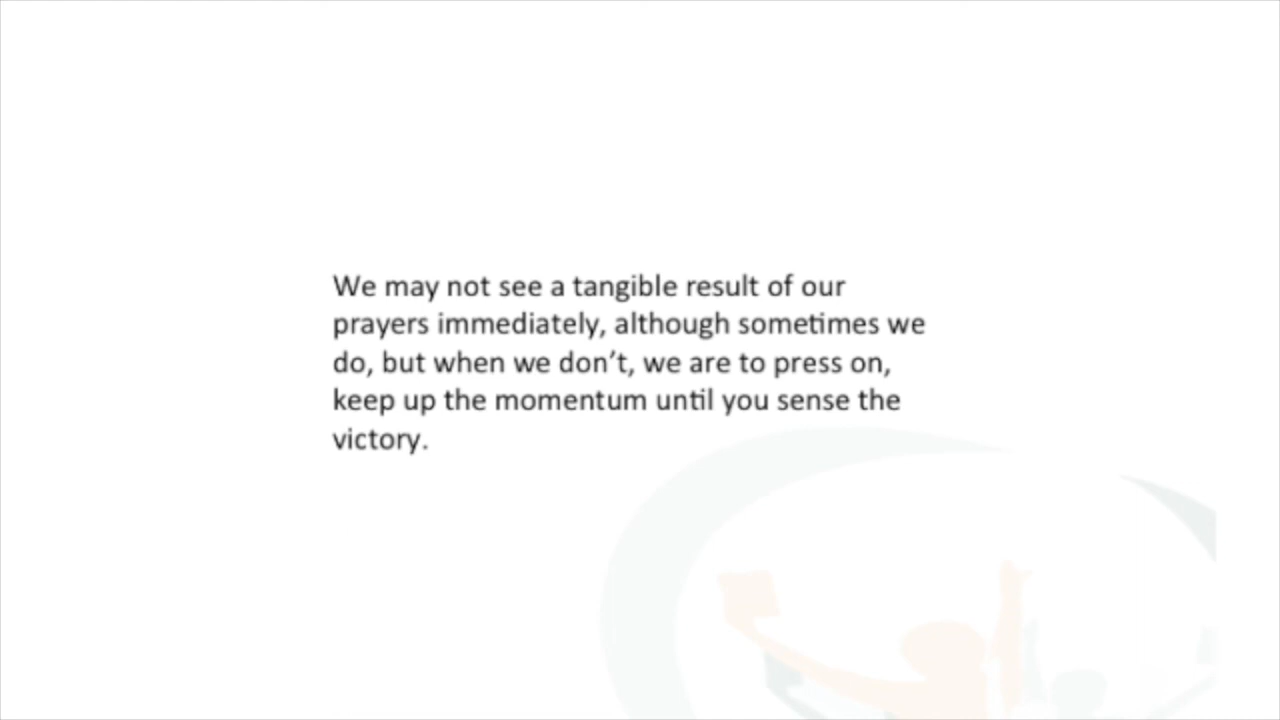 We may not see a tangible result of our
prayers immediately, although sometimes we
do, but when we don’t, we are to press on,
keep up the momentum until you sense the
victory.